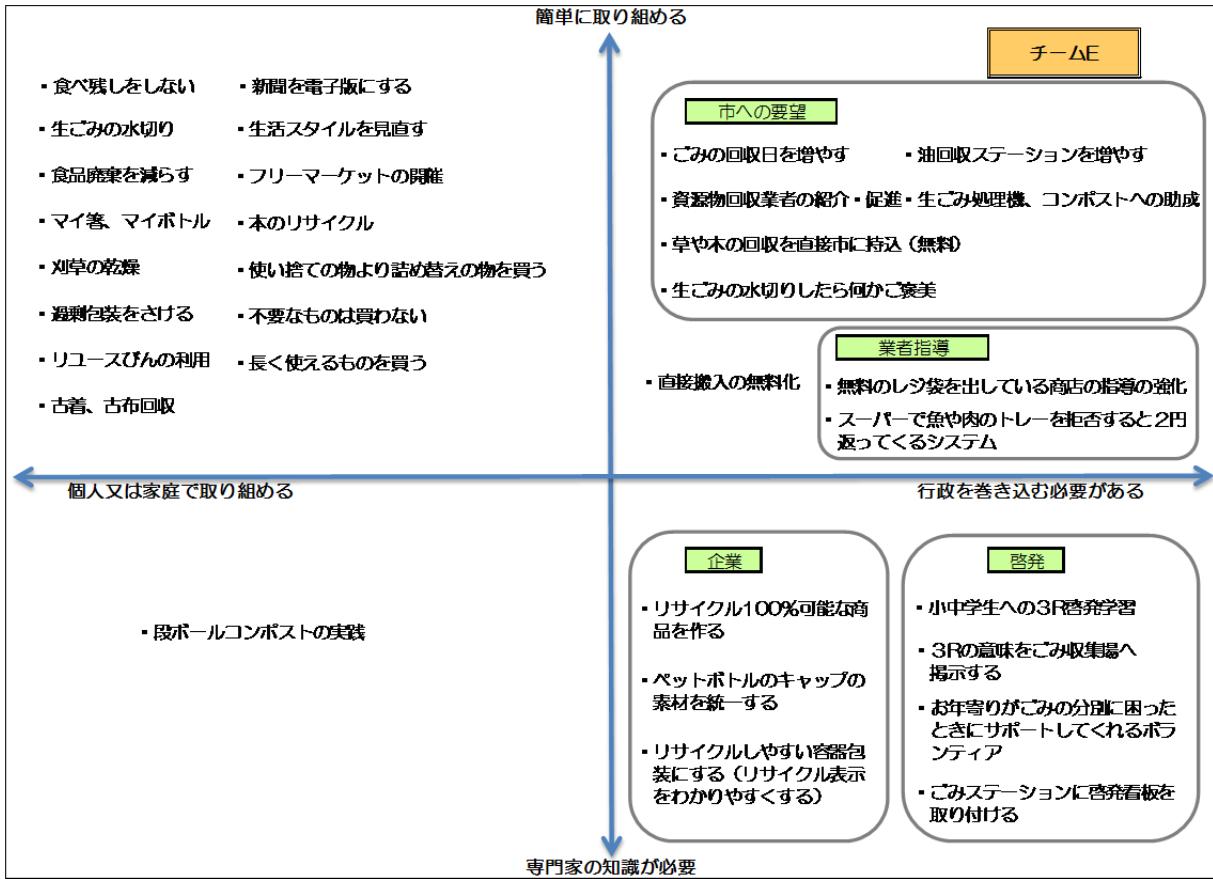 簡単に取り組める
チームE
・食べ残しをしない
・生ごみの水切り
・食品廃棄を減らす
・マイ箸、マイボトル
・刈草の乾燥
・過剰包装をさける
・リユースびんの利用
・古着、古布回収
・新聞を電子版にする
・生活スタイルを見直す
・フリーマーケットの開催
・本のリサイクル
・使い捨ての物より詰め替えの物を買う
・不要なものは買わない
・長く使えるものを買う
市への要望
・ごみの回収日を増やす
・油回収ステーションを増やす
・資源物回収業者の紹介・促進
・生ごみ処理機、コンポストへの助成
・草や木の回収を直接市に持込（無料）
・生ごみの水切りしたら何かご褒美
・直接搬入の無料化
業者指導
・無料のレジ袋を出している商店の指導の強化
・スーパーで魚や肉のトレーを拒否すると２円
返ってくるシステム
個人又は家庭で取り組める
行政を巻き込む必要がある
・段ボールコンポストの実践
企業
・リサイクル１００％可能な商
品を作る
・ペットボトルのキャップの
素材を統一する
・リサイクルしやすい容器包
装にする（リサイクル表示
をわかりやすくする）
啓発
・小中学生への３Ｒ啓発学習
・３Ｒの意味をごみ収集場へ
掲示する
・お年寄りがごみの分別に困った
ときにサポートしてくれるボラ
ンティア
・ごみステーションに啓発看板を
取り付ける
専門家の知識が必要